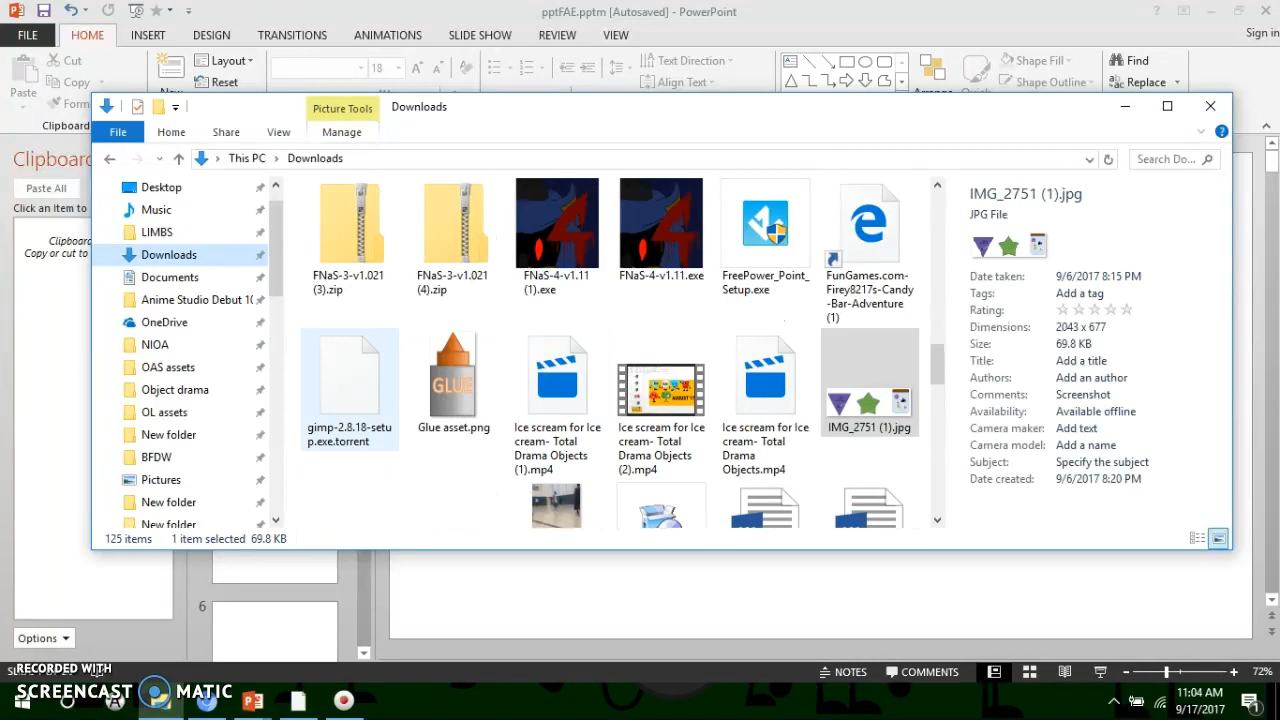 pptFAE.pptm [Autosaved] - PowerPoint
FILE HOME INSERT DESIGN TRANSITIONS ANIMATIONS SLIDE SHOW REVIEW VIEW Sign in
Cut Layout 18 Text Direction Shape Fill Find
Paste Copy Reset Align Text Shape Outline Replace
Clipboard
Picture Tools Downloads
File Home Share View Manage
This PC > Downloads Search Do...
Paste All
Click an Item to
Copy or cut to
Desktop
Music
LIMBS
Downloads
Documents
Anime Studio Debut 10
OneDrive
NIOA
OAS assets
Object drama
OL assets
New folder
BFDW
Pictures
New folder
New folder
FNaS-3-v1.021
(3).zip
FNaS-3-v1.021
(4).zip
FNaS-4-v1.11
(1).exe
FNaS-4-v1.11.exe
FreePower_Point_
Setup.exe
FunGames.com-
Firey8217s-Candy
-Bar-Adventure
(1)
GLUE
gimp-2.8.18-setu
p.exe.torrent
Glue asset.png
Ice scream for Ice
cream- Total
Drama Objects
(1).mp4
Ice scream for Ice
cream- Total
Drama Objects
(2).mp4
Ice scream for Ice
cream- Total
Drama
Objects.mp4
IMG_2751 (1).jpg
IMG_2751 (1).jpg
JPG File
Date taken: 9/6/2017 8:15 PM
Tags: Add a tag
Rating:
Dimensions: 2043 x 677
Size: 69.8 KB
Title: Add a title
Authors: Add an author
Comments: Screenshot
Availability: Available offline
Camera maker: Add text
Camera model: Add a name
Subject: Specify the subject
Date created: 9/6/2017 8:20 PM
125 items 1 item selected 69.8 KB
6
Options
NOTES COMMENTS 72%
RECORDED WITH
SCREENCAST MATIC
11:04 AM
9/17/2017